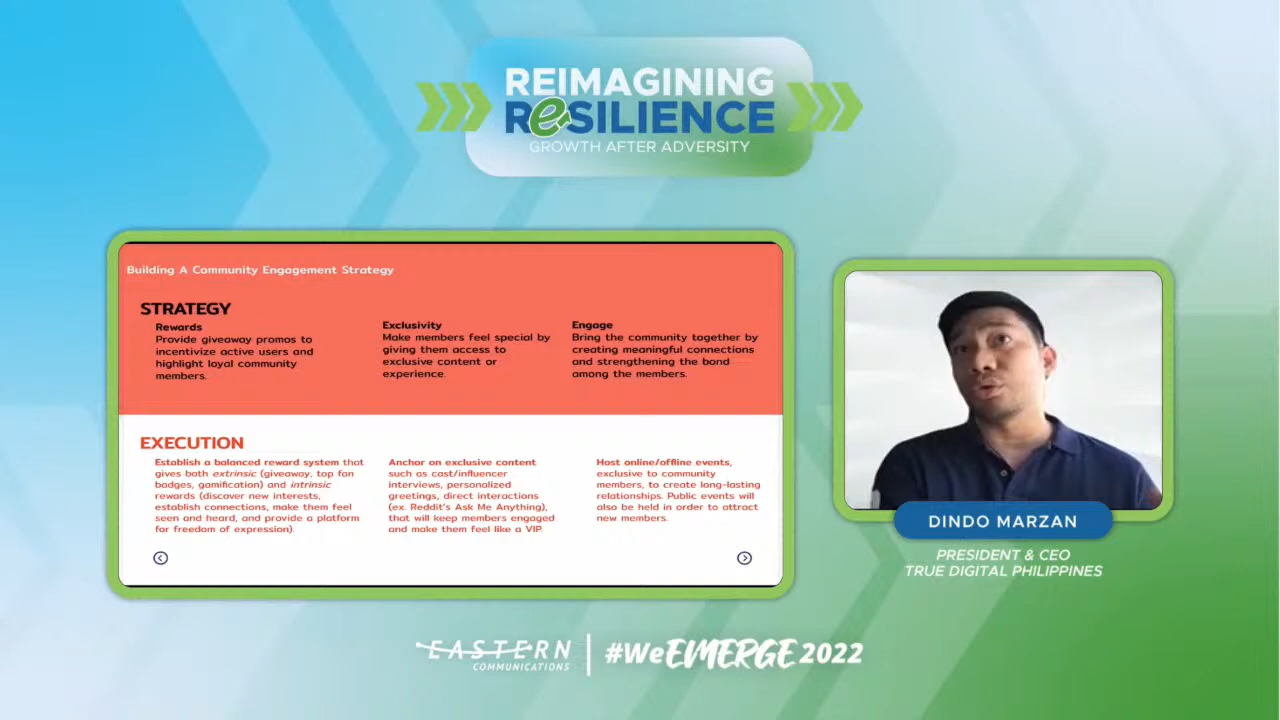 REIMAGINING
ReSILIENCE
GROWTH AFTER ADVERSITY
Building A Community Engagement Strategy
STRATEGY
Rewards
Provide giveaway promos to
incentivize active users and
highlight loyal community
members.
Exclusivity
Make members feel special by
giving them access to
exclusive content or
experience.
Engage
Bring the community together by
creating meaningful connections
and strengthening the bond
among the members.
EXECUTION
Establish a balanced reward system that
gives both extrinsic (giveaway, top fan
badges, gamification) and intrinsic
rewards (discover new interests,
establish connections, make them feel
seen and heard, and provide a platform
for freedom of expression).
Anchor on exclusive content
such as cast/influencer
interviews, personalized
greetings, direct interactions
(ex. Reddit's Ask Me Anything),
that will keep members engaged
and make them feel like a VIP.
Host online/offline events,
exclusive to community
members, to create long-lasting
relationships. Public events will
also be held in order to attract
new members.
DINDO MARZAN
PRESIDENT & CEO
TRUE DIGITAL PHILIPPINES
EASTERN
COMMUNICATIONS
#WeEMERGE2022